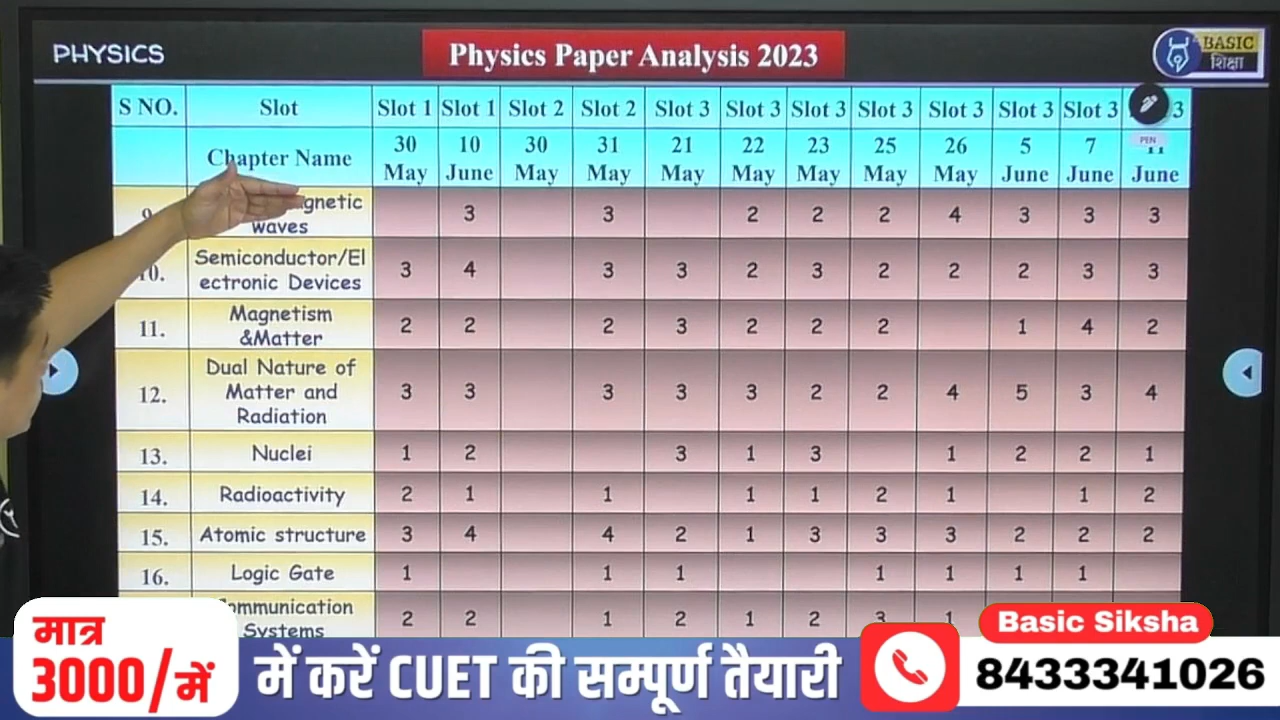 PHYSICS
Physics Paper Analysis 2023
BASIC
शिक्षा
S NO. Slot Slot 1 Slot 1 Slot 2 Slot 2 Slot 3 Slot 3 Slot 3 Slot 3 Slot 3 Slot 3 Slot 3 3
PEN
Chapter Name 30 May 10 June 30 May 31 May 21 May 22 May 23 May 25 May 26 May 5 June 7 June 11 June
9. gnetic waves 3 3 2 2 2 4 3 3 3
10. Semiconductor/El ectronic Devices 3 4 3 3 2 3 2 2 2 3 3
11. Magnetism &Matter 2 2 2 3 2 2 2 1 4 2
12. Dual Nature of Matter and Radiation 3 3 3 3 3 2 2 4 5 3 4
13. Nuclei 1 2 3 1 3 1 2 2 1
14. Radioactivity 2 1 1 1 1 2 1 1 2
15. Atomic structure 3 4 4 2 1 3 3 3 2 2 2
16. Logic Gate 1 1 1 1 1 1 1
ommunication Systems 2 2 1 2 1 2 3 1
मात्र
3000/में
में करें CUET की सम्पूर्ण तैयारी
Basic Siksha
8433341026